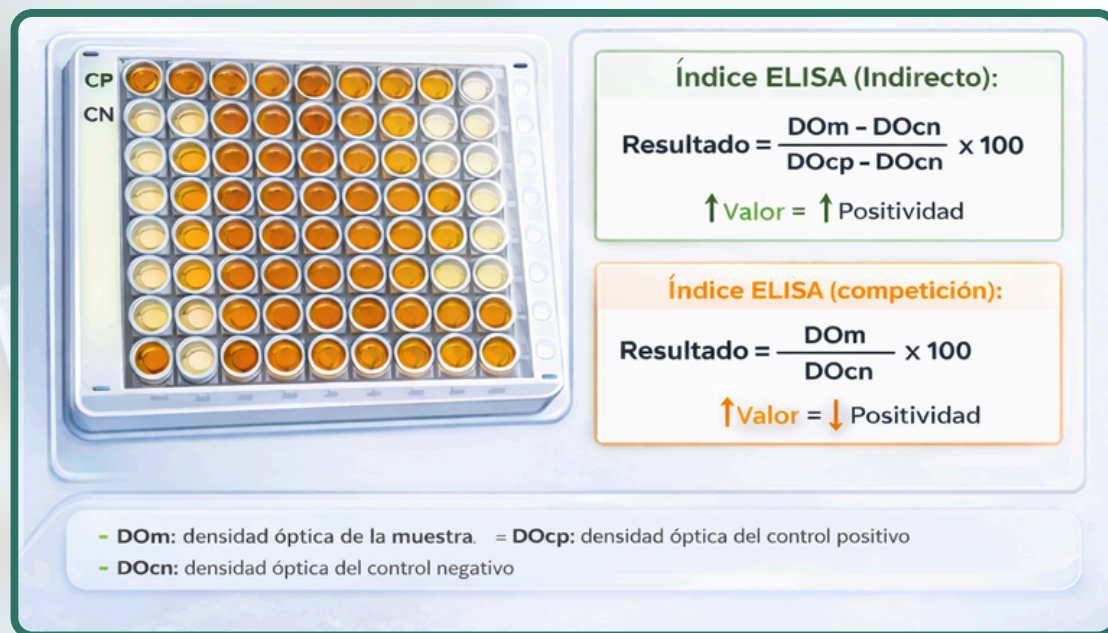 CP
CN
Índice ELISA (Indirecto):
Resultado = DOm - DOcn / DOcp - DOcn x 100
↑Valor = ↑ Positividad
Índice ELISA (competición):
Resultado = DOm / DOcn x 100
↑Valor = ↓ Positividad
- DOm: densidad óptica de la muestra. = DOcp: densidad óptica del control positivo
- DOcn: densidad óptica del control negativo